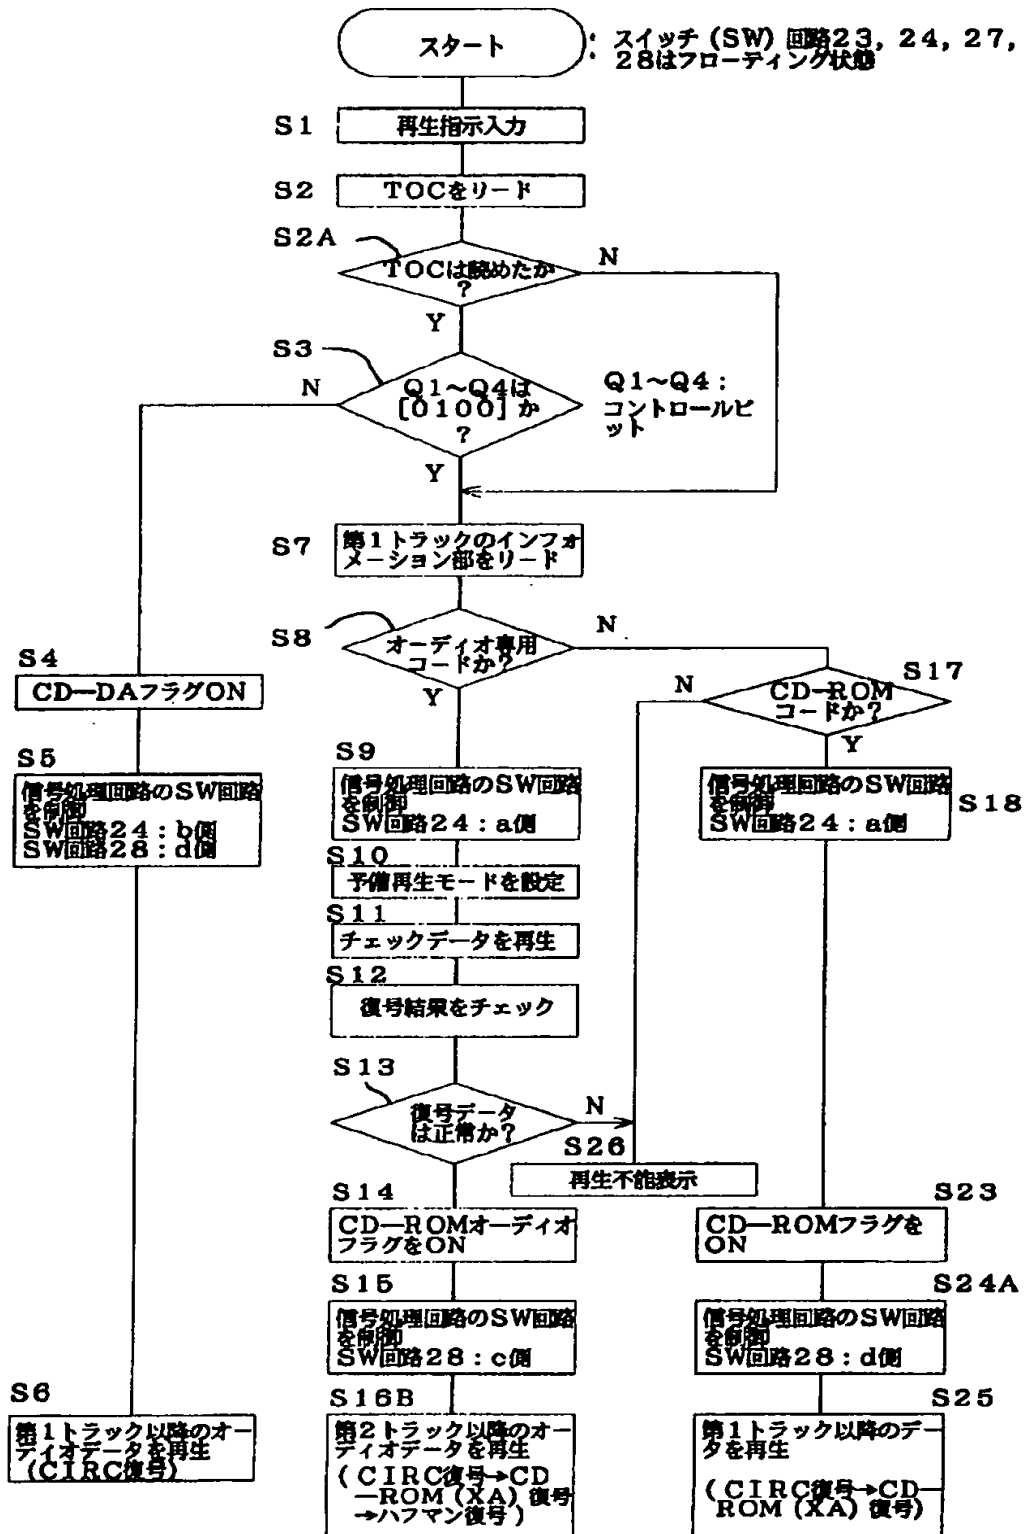 スタート
: スイッチ (SW) 回路23, 24, 27,
28はフローティング状態
S1
再生指示入力
S2
TOCをリード
S2A
TOCは読めたか
?
N
Y
S3
Q1~Q4は
[0100] か
?
N
Y
Q1~Q4:
コントロールビ
ット
S7
第1トラックのインフォ
メーション部をリード
S8
オーディオ専用
コードか?
N
Y
S4
CD—DAフラグON
S17
CD—ROM
コードか?
N
Y
S5
信号処理回路のSW回路
を制御
SW回路24:b側
SW回路28:d側
S9
信号処理回路のSW回路
を制御
SW回路24:a側
S18
信号処理回路のSW回路
を制御
SW回路24:a側
S10
予備再生モードを設定
S11
チェックデータを再生
S12
復号結果をチェック
S13
復号データ
は正常か?
N
Y
S26
再生不能表示
S14
CD—ROMオーディオ
フラグをON
S23
CD—ROMフラグを
ON
S15
信号処理回路のSW回路
を制御
SW回路28:c側
S24A
信号処理回路のSW回路
を制御
SW回路28:d側
S6
第1トラック以降のオー
ディオデータを再生
(CIRC復号)
S16B
第2トラック以降のオー
ディオデータを再生
(CIRC復号→CD
—ROM (XA) 復号
→ハフマン復号)
S25
第1トラック以降のデー
タを再生
(CIRC復号→CD—
ROM (XA) 復号)